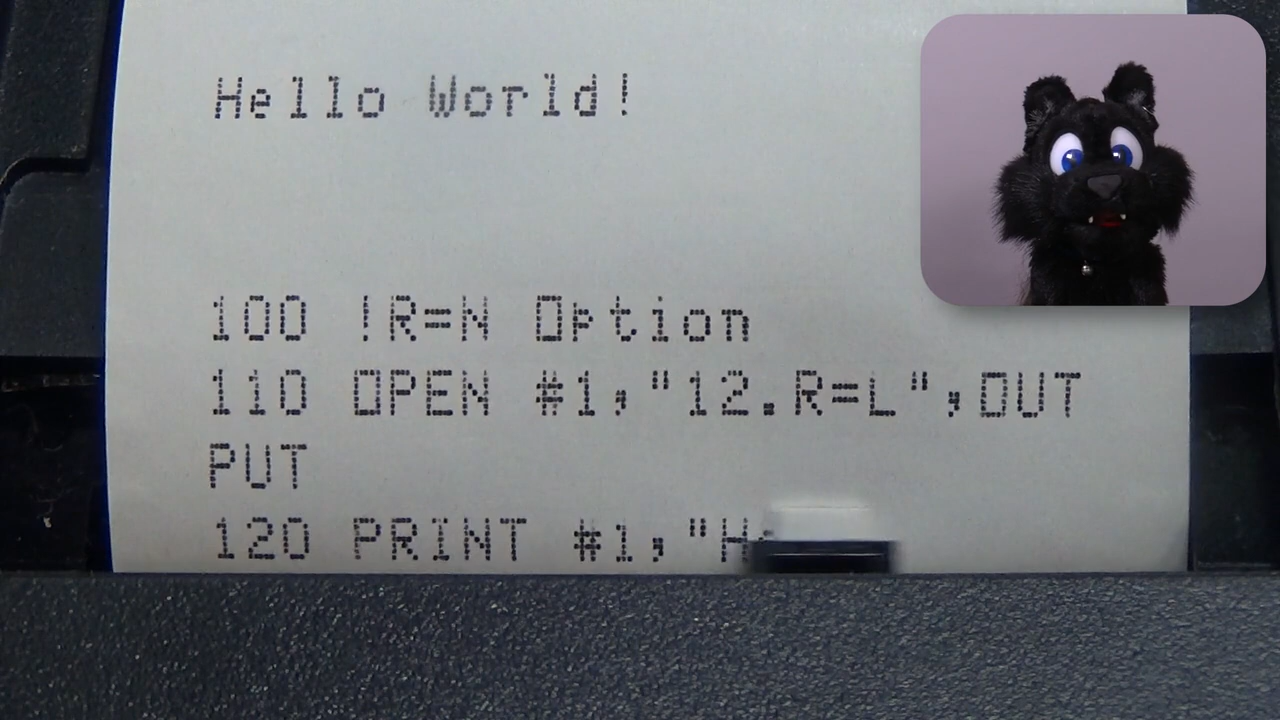 Hello World!
100 !R=N Option
110 OPEN #1,"12.R=L",OUT
PUT
120 PRINT #1,"H